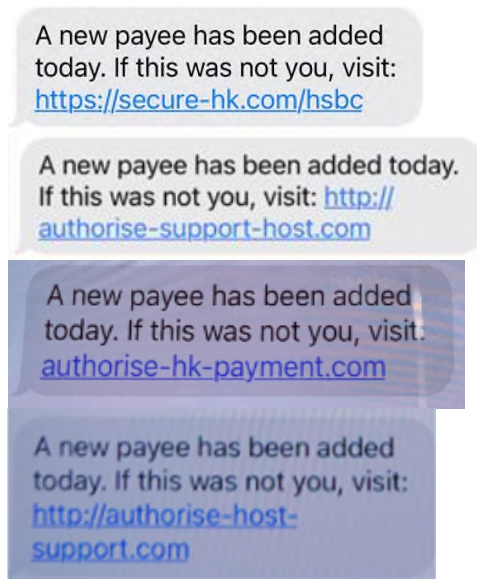 A new payee has been added
today. If this was not you, visit:
https://secure-hk.com/hsbc
A new payee has been added today.
If this was not you, visit: http://
authorise-support-host.com
A new payee has been added
today. If this was not you, visit:
authorise-hk-payment.com
A new payee has been added
today. If this was not you, visit:
http://authorise-host-
support.com